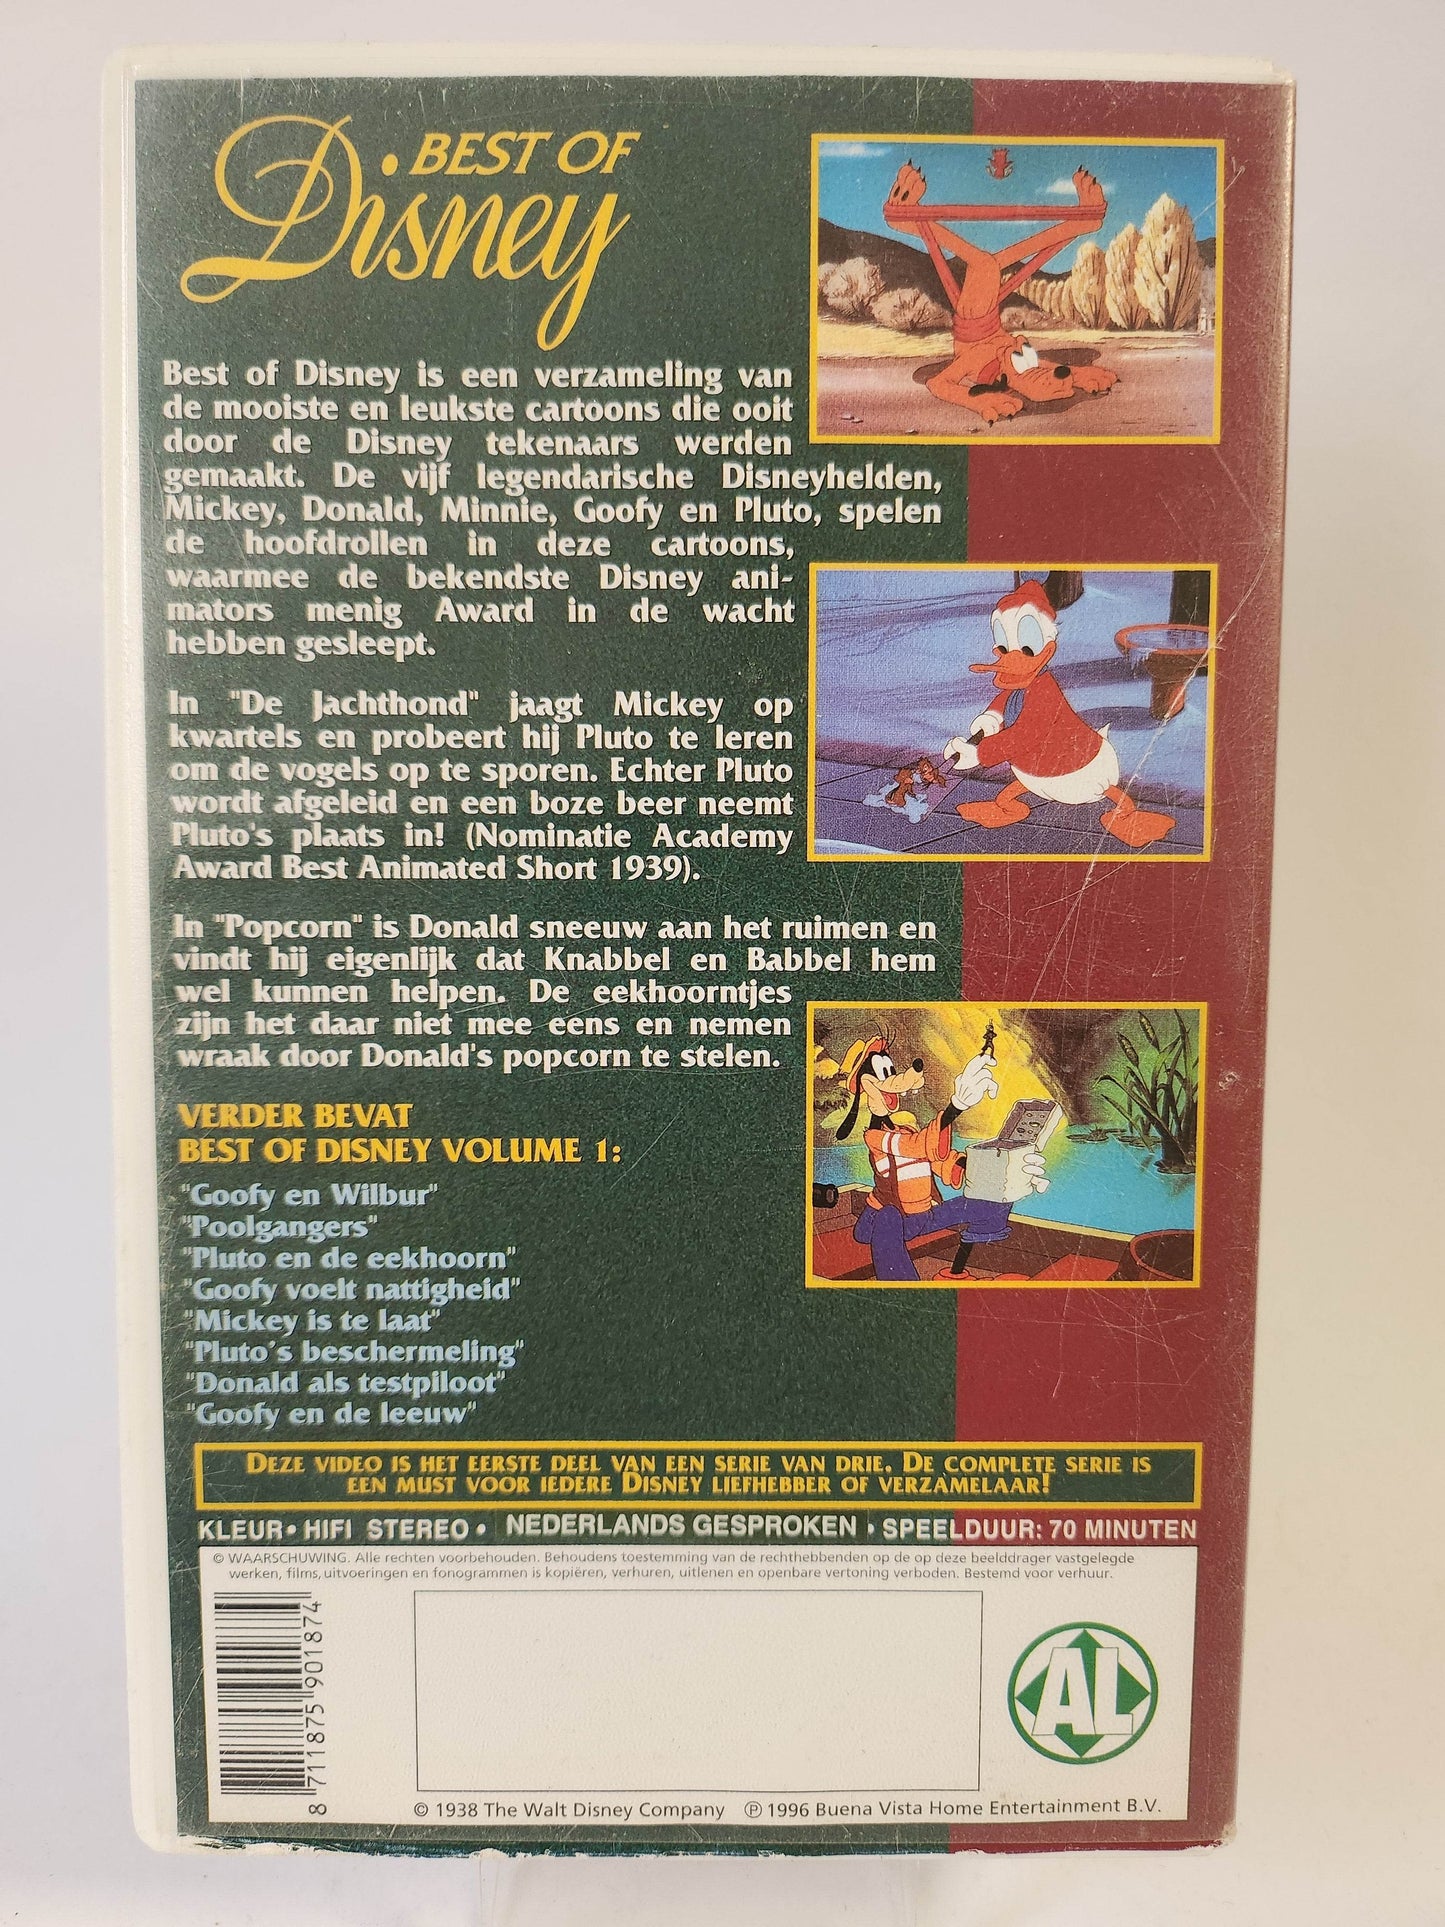 BEST OF
Disney
Best of Disney is een verzameling van
de mooiste en leukste cartoons die ooit
door de Disney tekenaars werden
gemaakt. De vijf legendarische Disneyhelden,
Mickey, Donald, Minnie, Goofy en Pluto, spelen
de hoofdrollen in deze cartoons,
waarmee de bekendste Disney ani-
mators menig Award in de wacht
hebben gesleept.
In "De Jachthond" jaagt Mickey op
kwartels en probeert hij Pluto te leren
om de vogels op te sporen. Echter Pluto
wordt afgeleid en een boze beer neemt
Pluto's plaats in! (Nominatie Academy
Award Best Animated Short 1939).
In "Popcorn" is Donald sneeuw aan het ruimen en
vindt hij eigenlijk dat Knabbel en Babbel hem
wel kunnen helpen. De eekhoorntjes
zijn het daar niet mee eens en nemen
wraak door Donald's popcorn te stelen.
VERDER BEVAT
BEST OF DISNEY VOLUME 1:
"Goofy en Wilbur"
"Poolgangers"
"Pluto en de eekhoorn"
"Goofy voelt nattigheid"
"Mickey is te laat"
"Pluto's beschermeling"
"Donald als testpiloot"
"Goofy en de leeuw"
DEZE VIDEO IS HET EERSTE DEEL VAN EEN SERIE VAN DRIE. DE COMPLETE SERIE IS
EEN MUST VOOR IEDERE DISNEY LIEFHEBBER OF VERZAMELAAR!
KLEUR • HIFI STEREO • NEDERLANDS GESPROKEN • SPEELDUUR: 70 MINUTEN
© WAARSCHUWING. Alle rechten voorbehouden. Behoudens toestemming van de rechthebbenden op de op deze beelddrager vastgelegde
werken, films, uitvoeringen en fonogrammen is kopiëren, verhuren, uitlenen en openbare vertoning verboden. Bestemd voor verhuur.
8 711875 901874
AL
© 1938 The Walt Disney Company ℗ 1996 Buena Vista Home Entertainment B.V.